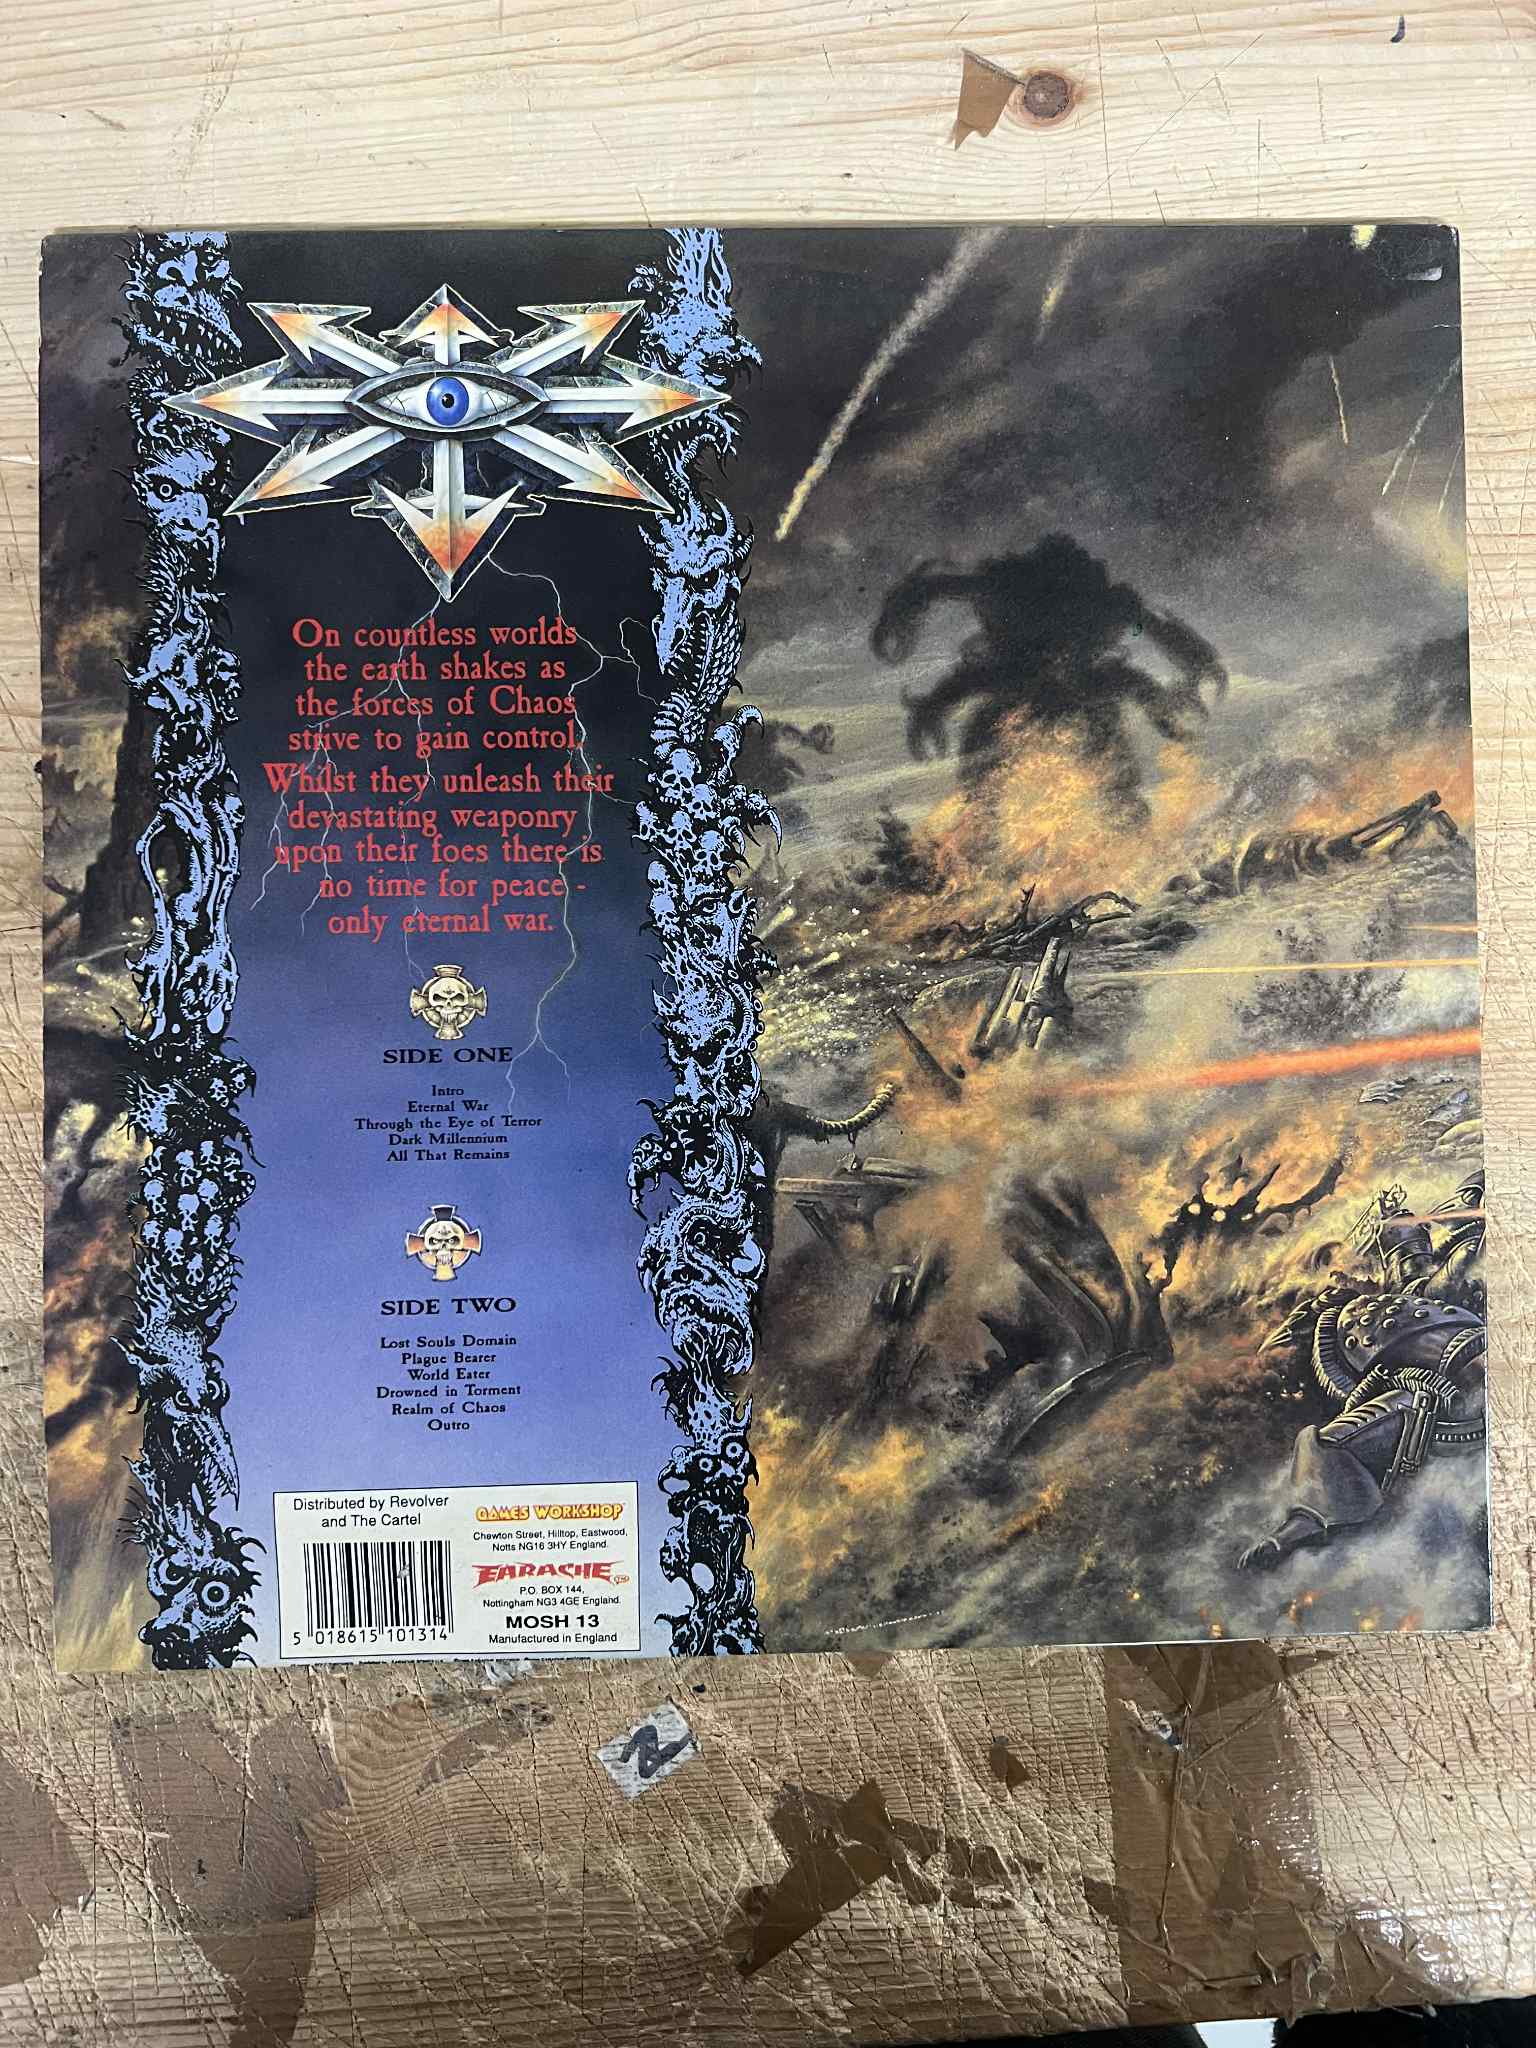 On countless worlds
the earth shakes as
the forces of Chaos
strive to gain control.
Whilst they unleash their
devastating weaponry
upon their foes there is
no time for peace -
only eternal war.
SIDE ONE
Intro
Eternal War
Through the Eye of Terror
Dark Millennium
All That Remains
SIDE TWO
Lost Souls Domain
Plague Bearer
World Eater
Drowned in Torment
Realm of Chaos
Outro
Distributed by Revolver
and The Cartel
5 018615 101314
GAMES WORKSHOP
Chewton Street, Hilltop, Eastwood,
Notts NG16 3HY England.
EARACHE
P.O. BOX 144,
Nottingham NG3 4GE England.
MOSH 13
Manufactured in England